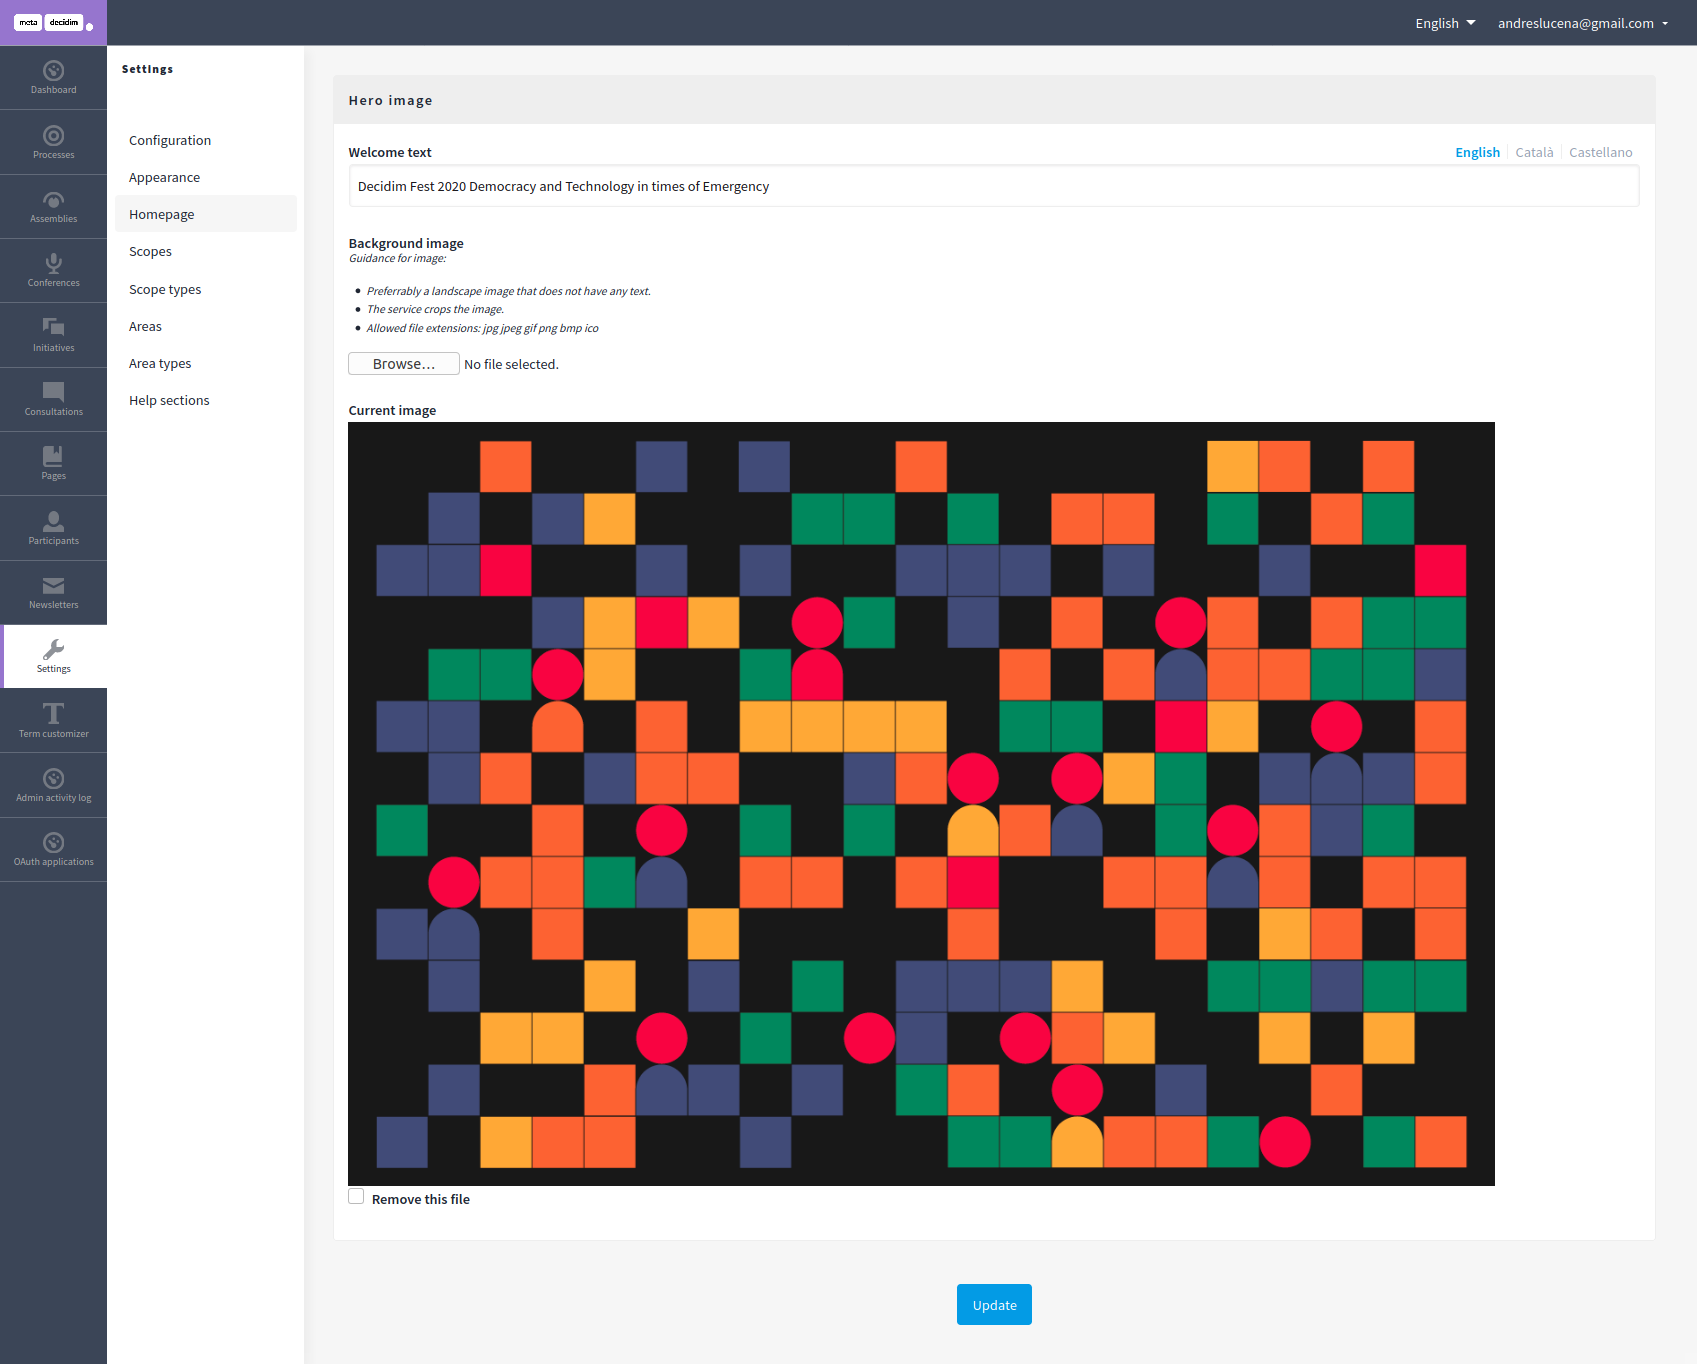 meta decidim
English
andreslucena@gmail.com
Dashboard
Processes
Assemblies
Conferences
Initiatives
Consultations
Pages
Participants
Newsletters
Settings
Term customizer
Admin activity log
OAuth applications
Settings
Configuration
Appearance
Homepage
Scopes
Scope types
Areas
Area types
Help sections
Hero image
Welcome text
English Català Castellano
Decidim Fest 2020 Democracy and Technology in times of Emergency
Background image
Guidance for image:
Preferrably a landscape image that does not have any text.
The service crops the image.
Allowed file extensions: jpg jpeg gif png bmp ico
Browse... No file selected.
Current image
Remove this file
Update